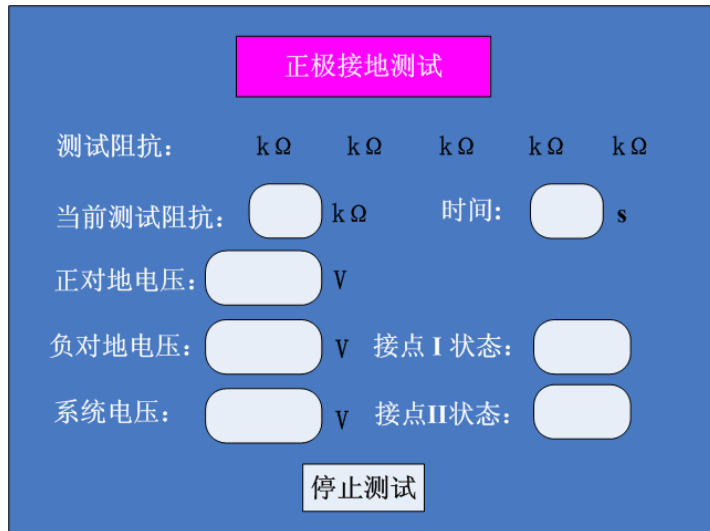 正极接地测试
测试阻抗： kΩ kΩ kΩ kΩ kΩ
当前测试阻抗： kΩ 时间: s
正对地电压： V
负对地电压： V 接点 I 状态：
系统电压： V 接点II状态：
停止测试